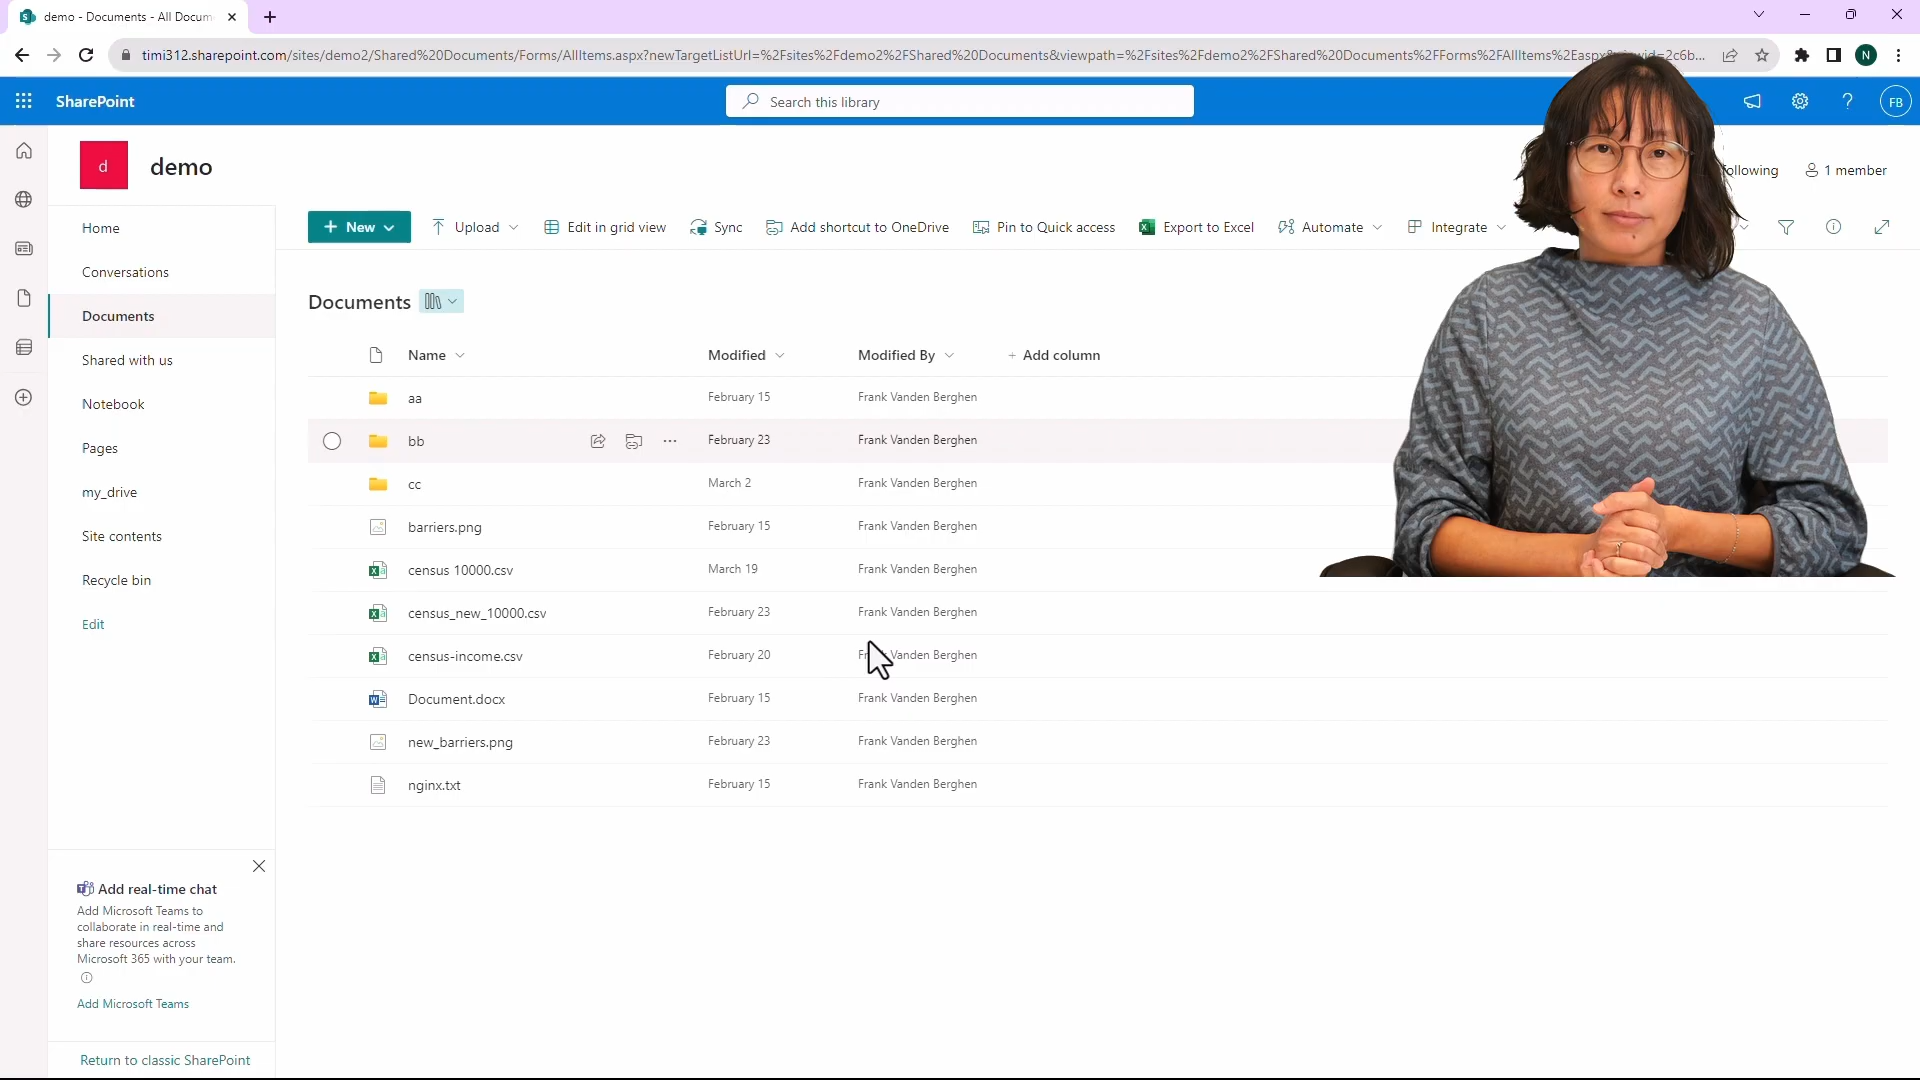 demo - Documents - All Docum
timi312.sharepoint.com/sites/demo2/Shared%20Documents/Forms/AllItems.aspx?newTargetListUrl=%2Fsites%2Fdemo2%2FShared%20Documents&viewpath=%2Fsites%2Fdemo2%2FShared%20Documents%2FForms%2FAllItems%2Easpx
N
SharePoint
Search this library
FB
d
demo
following
1 member
Home
Conversations
Documents
Shared with us
Notebook
Pages
my_drive
Site contents
Recycle bin
Edit
New
Upload
Edit in grid view
Sync
Add shortcut to OneDrive
Pin to Quick access
Export to Excel
Automate
Integrate
Documents
Name
Modified
Modified By
+ Add column
aa February 15 Frank Vanden Berghen
bb February 23 Frank Vanden Berghen
cc March 2 Frank Vanden Berghen
barriers.png February 15 Frank Vanden Berghen
census 10000.csv March 19 Frank Vanden Berghen
census_new_10000.csv February 23 Frank Vanden Berghen
census-income.csv February 20 Frank Vanden Berghen
Document.docx February 15 Frank Vanden Berghen
new_barriers.png February 23 Frank Vanden Berghen
nginx.txt February 15 Frank Vanden Berghen
Add real-time chat
Add Microsoft Teams to
collaborate in real-time and
share resources across
Microsoft 365 with your team.
Add Microsoft Teams
Return to classic SharePoint